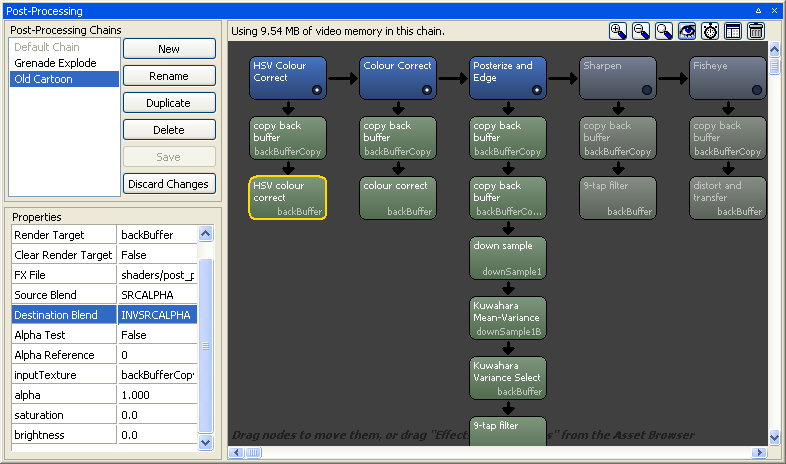 Post-Processing
Post-Processing Chains
Default Chain
Grenade Explode
Old Cartoon
New
Rename
Duplicate
Delete
Save
Discard Changes
Properties
Render Target backBuffer
Clear Render Target False
FX File shaders/post_p
Source Blend SRCALPHA
Destination Blend INVSRCALPHA
Alpha Test False
Alpha Reference 0
inputTexture backBufferCopy
alpha 1.000
saturation 0.0
brightness 0.0
Using 9.54 MB of video memory in this chain.
HSV Colour
Correct
Colour Correct
Posterize and
Edge
Sharpen
Fisheye
copy back
buffer
backBufferCopy
copy back
buffer
backBufferCopy
copy back
buffer
backBufferCopy
copy back
buffer
backBufferCopy
copy back
buffer
backBufferCopy
HSV colour
correct
backBuffer
colour correct
backBuffer
copy back
buffer
backBufferCo...
9-tap filter
backBuffer
distort and
transfer
backBuffer
down sample
downSample1
Kuwahara
Mean-Variance
downSample1B
Kuwahara
Variance Select
backBuffer
9-tap filter
Drag nodes to move them, or drag "Effects from the Asset Browser